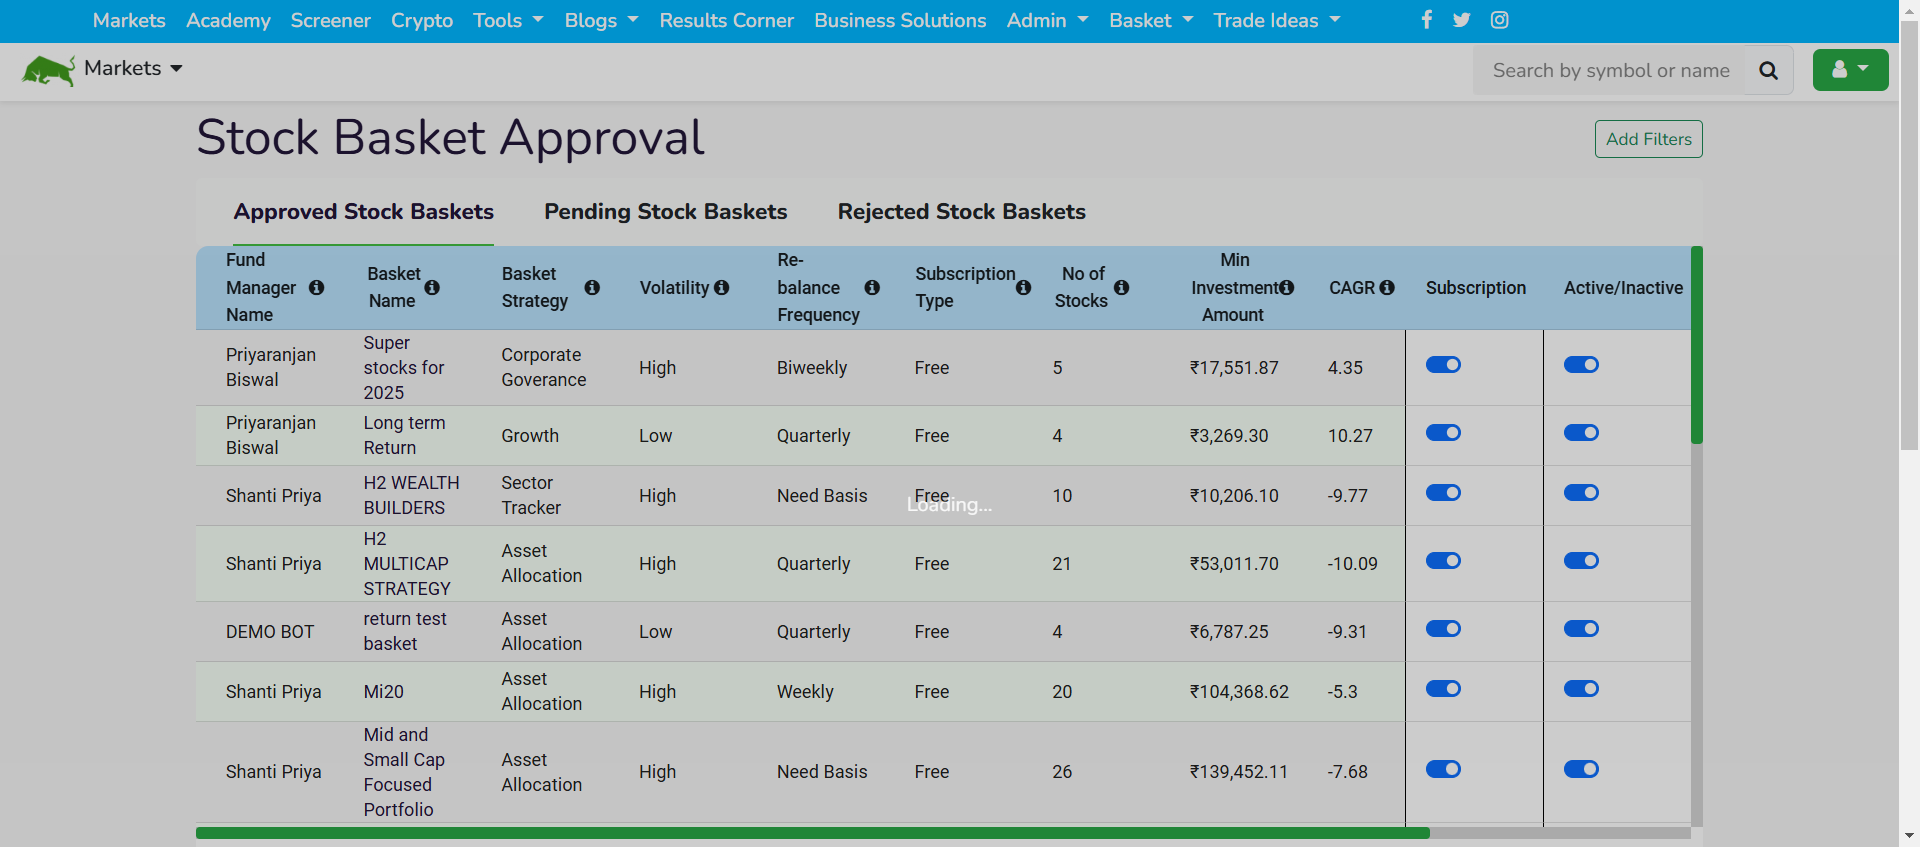 Markets Academy Screener Crypto Tools Blogs Results Corner Business Solutions Admin Basket Trade Ideas
Markets
Search by symbol or name
Stock Basket Approval
Add Filters
Approved Stock Baskets Pending Stock Baskets Rejected Stock Baskets
Fund Manager Name Basket Name Basket Strategy Volatility Re-balance Frequency Subscription Type No of Stocks Min Investment Amount CAGR Subscription Active/Inactive
Priyaranjan Biswal Super stocks for 2025 Corporate Goverance High Biweekly Free 5 ₹17,551.87 4.35
Priyaranjan Biswal Long term Return Growth Low Quarterly Free 4 ₹3,269.30 10.27
Shanti Priya H2 WEALTH BUILDERS Sector Tracker High Need Basis Free 10 ₹10,206.10 -9.77
Loading...
Shanti Priya H2 MULTICAP STRATEGY Asset Allocation High Quarterly Free 21 ₹53,011.70 -10.09
DEMO BOT return test basket Asset Allocation Low Quarterly Free 4 ₹6,787.25 -9.31
Shanti Priya Mi20 Asset Allocation High Weekly Free 20 ₹104,368.62 -5.3
Shanti Priya Mid and Small Cap Focused Portfolio Asset Allocation High Need Basis Free 26 ₹139,452.11 -7.68